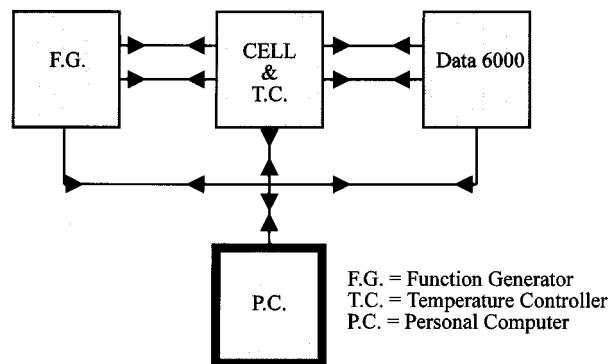 F.G.
CELL
&
T.C.
Data 6000
P.C.
F.G. = Function Generator
T.C. = Temperature Controller
P.C. = Personal Computer